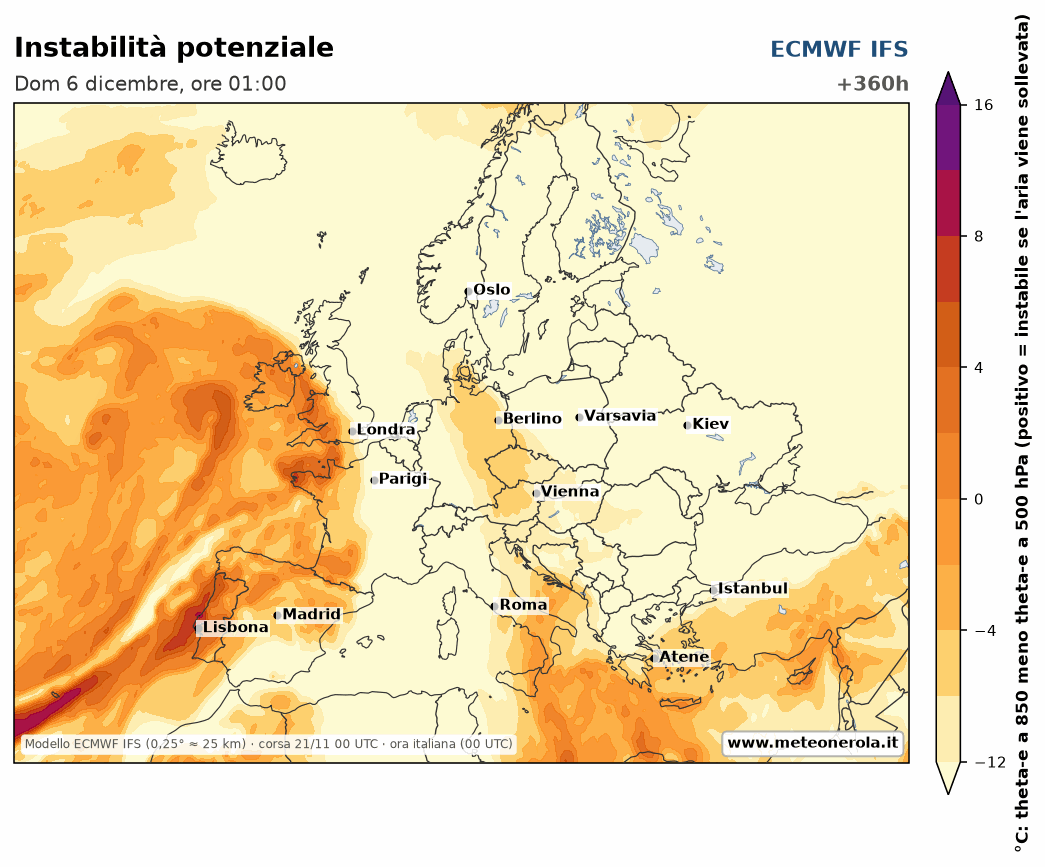 Instabilità potenziale
ECMWF IFS
Dom 6 dicembre, ore 01:00
+360h
Oslo
Berlino
Varsavia
Kiev
Londra
Parigi
Vienna
Istanbul
Roma
Madrid
Lisbona
Atene
Modello ECMWF IFS (0,25° ≈ 25 km) · corsa 21/11 00 UTC · ora italiana (00 UTC)
www.meteonerola.it
16
8
4
0
−4
−12
°C: theta-e a 850 meno theta-e a 500 hPa (positivo = instabile se l'aria viene sollevata)